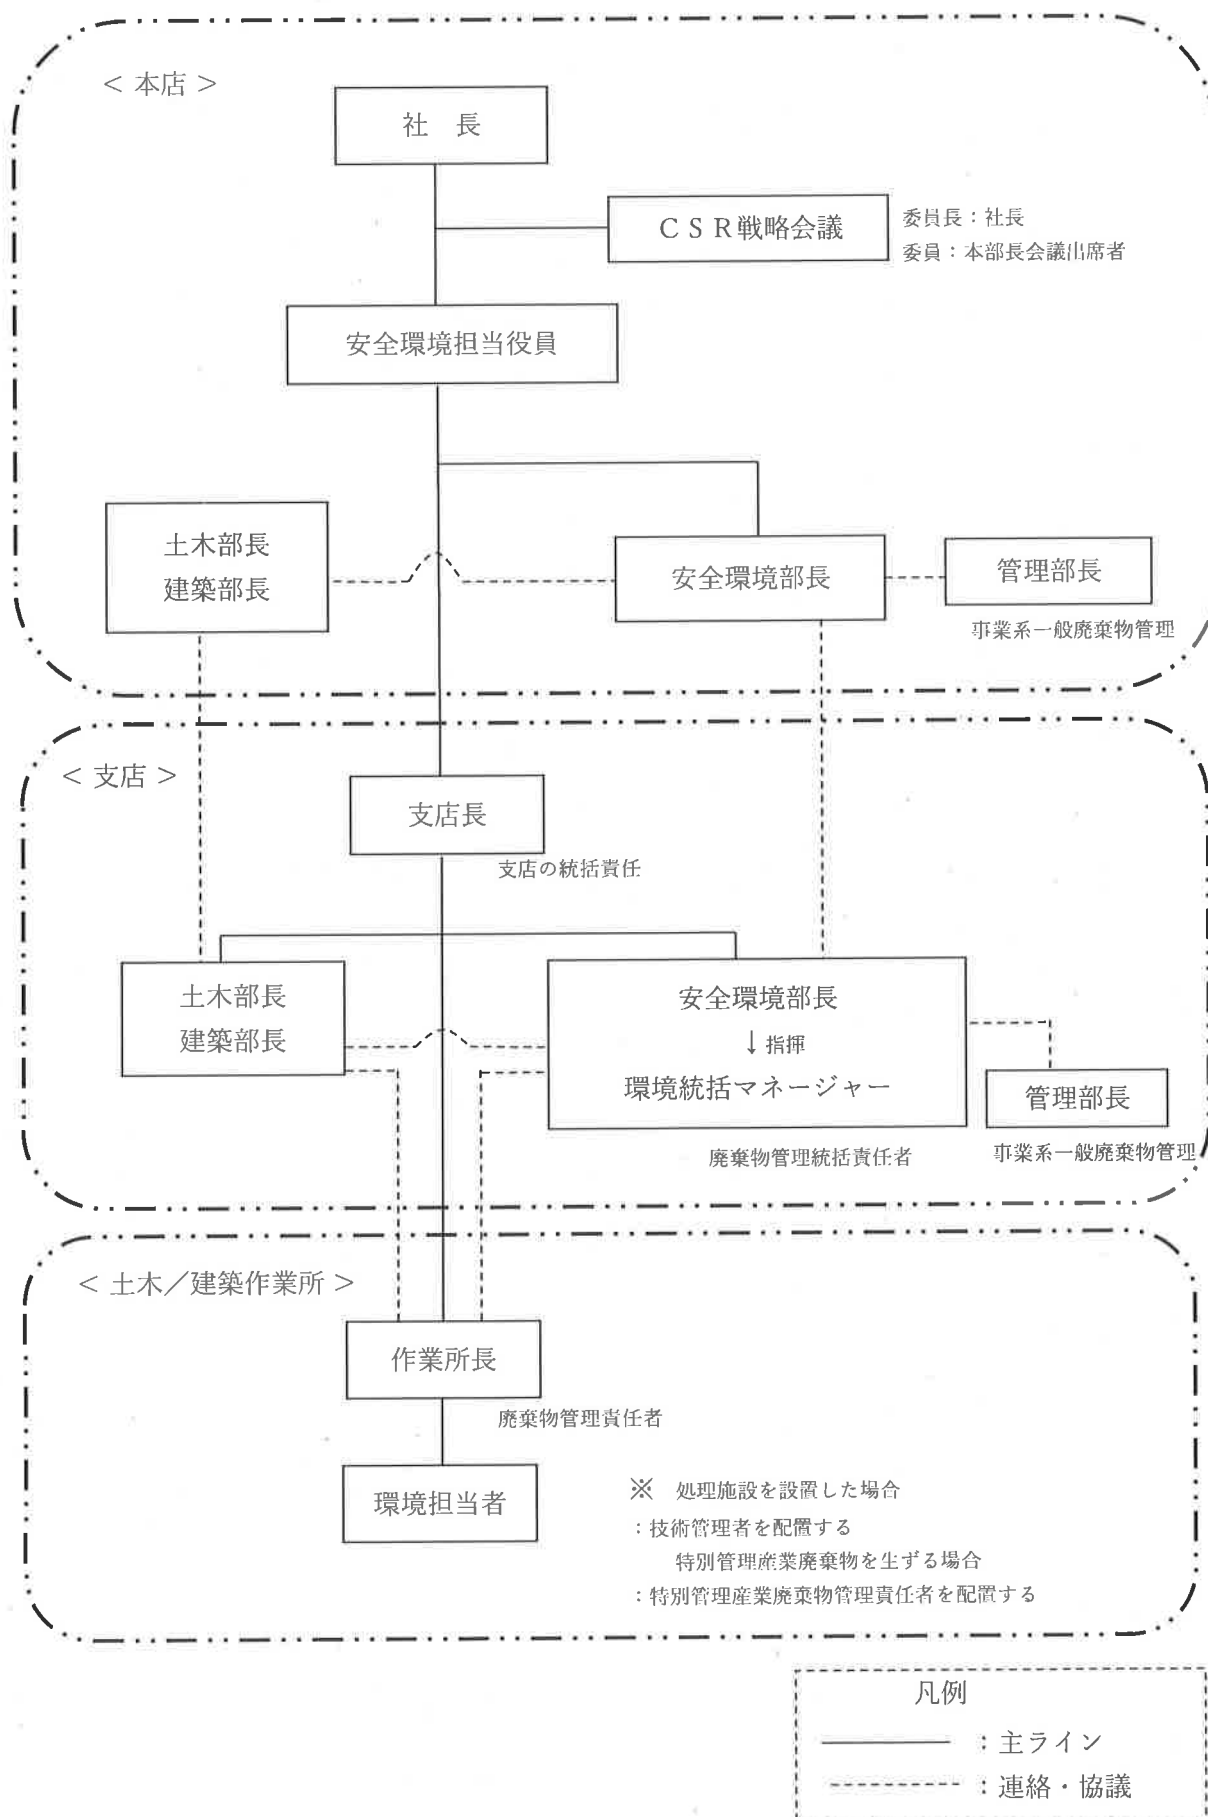 < 本店 >
社　長
ＣＳＲ戦略会議
委員長：社長
委員：本部長会議出席者
安全環境担当役員
土木部長
建築部長
安全環境部長
管理部長
事業系一般廃棄物管理
< 支店 >
支店長
支店の統括責任
土木部長
建築部長
安全環境部長
↓指揮
環境統括マネージャー
管理部長
廃棄物管理統括責任者
事業系一般廃棄物管理
< 土木／建築作業所 >
作業所長
廃棄物管理責任者
環境担当者
※　処理施設を設置した場合
：技術管理者を配置する
特別管理産業廃棄物を生ずる場合
：特別管理産業廃棄物管理責任者を配置する
凡例
：主ライン
：連絡・協議